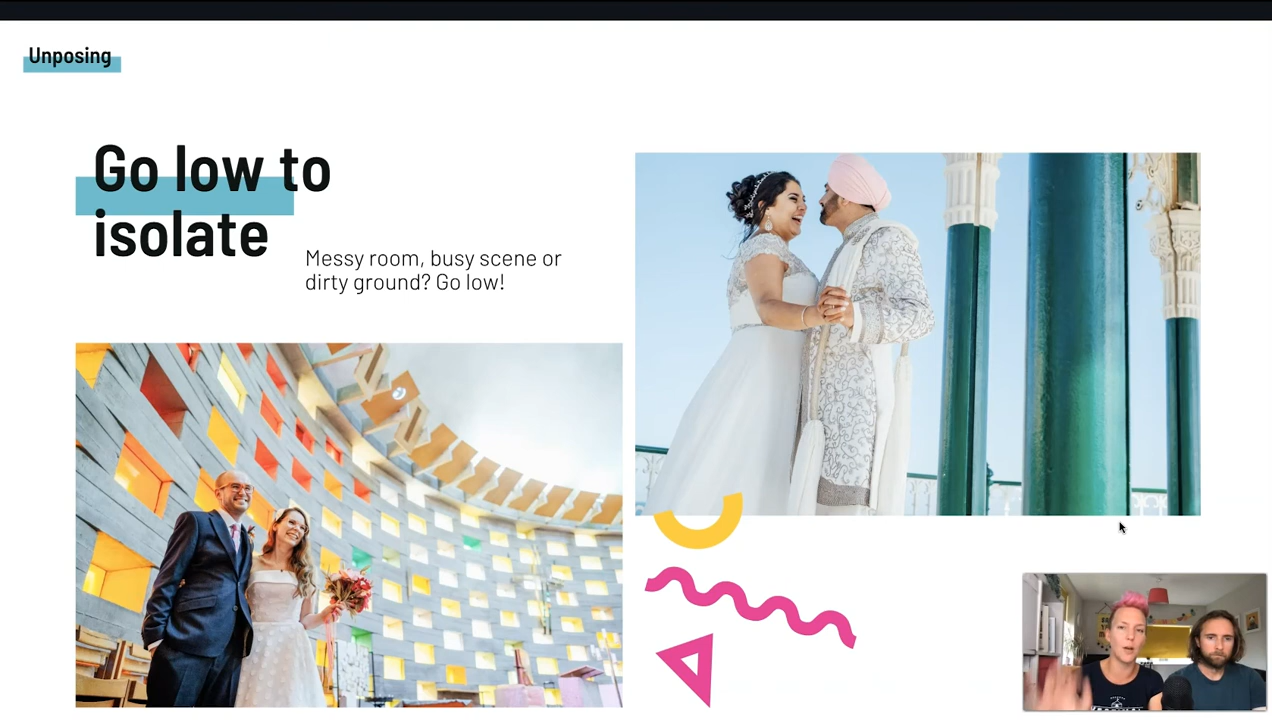 Unposing
Go low to
isolate
Messy room, busy scene or
dirty ground? Go low!